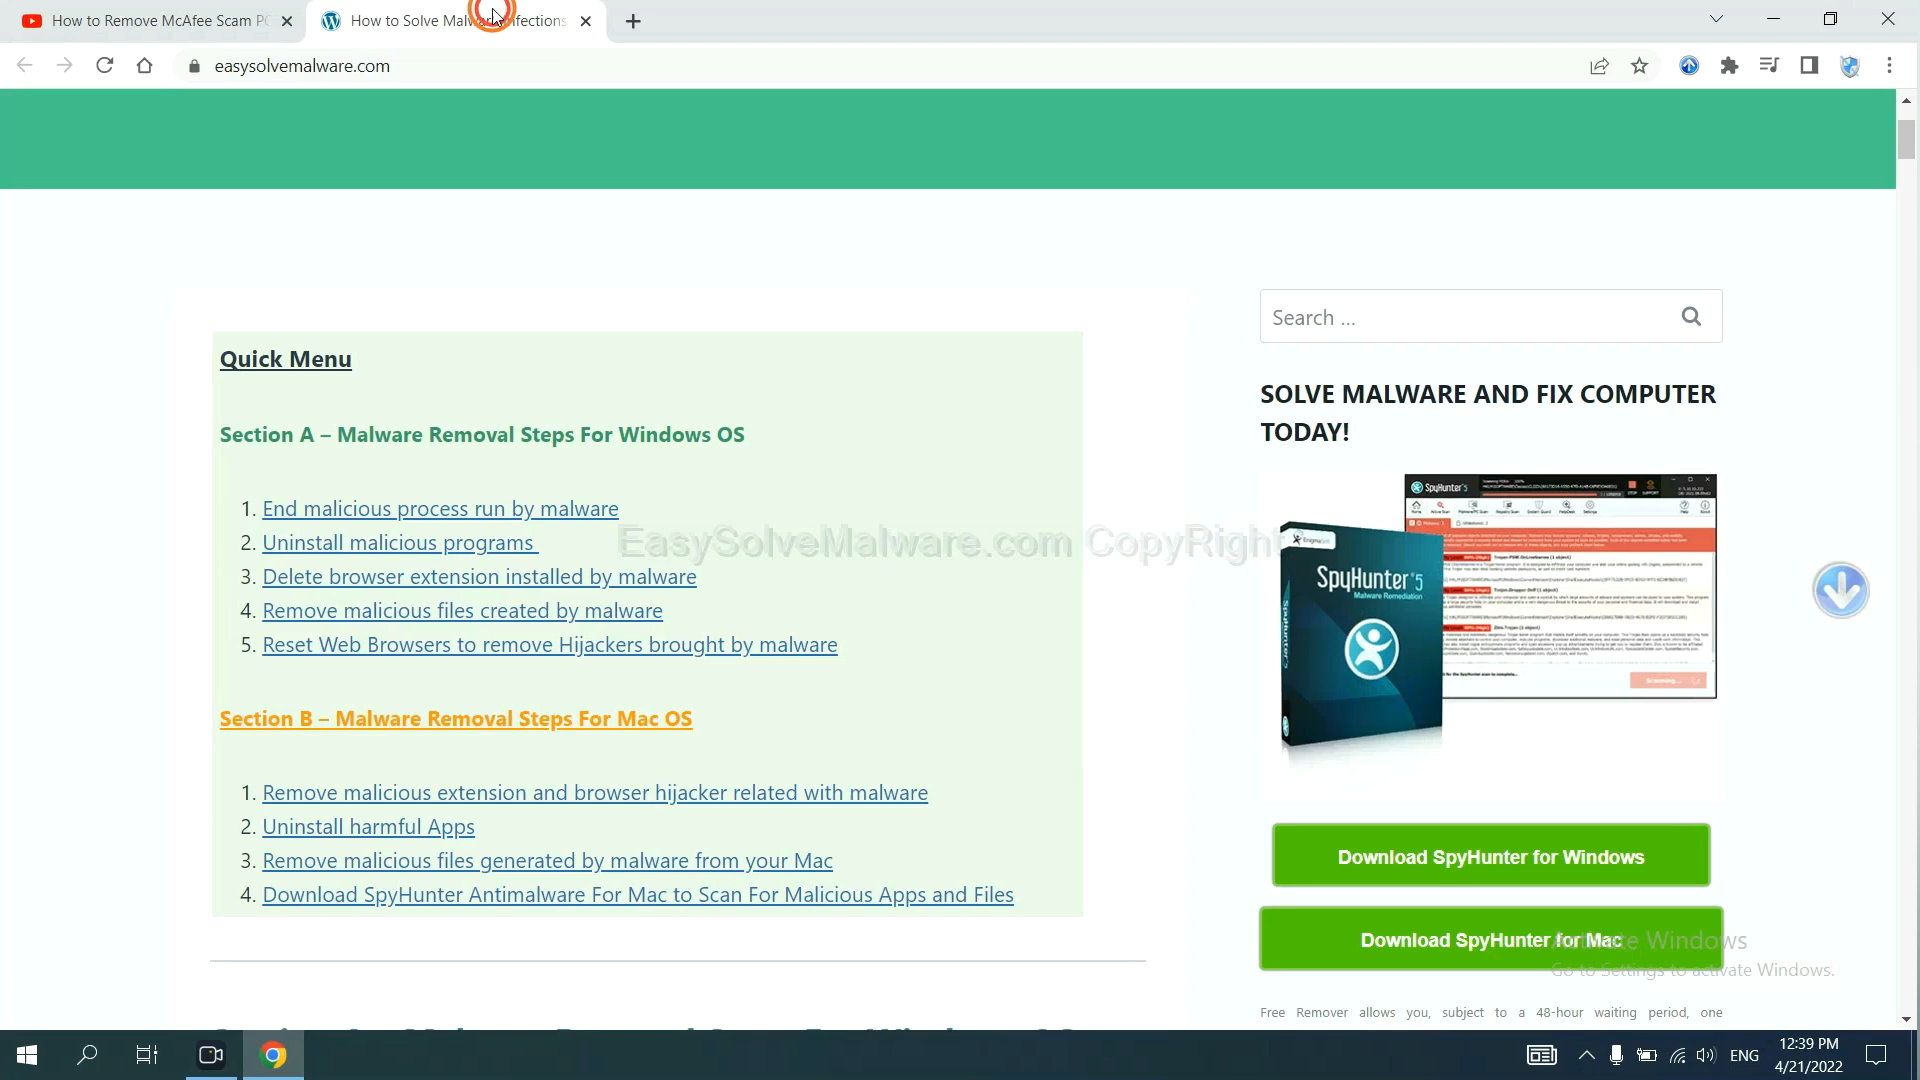 How to Remove McAfee Scam P
How to Solve Malware Infections
easysolvemalware.com
Search ...
Quick Menu
SOLVE MALWARE AND FIX COMPUTER
TODAY!
Section A – Malware Removal Steps For Windows OS
1. End malicious process run by malware
2. Uninstall malicious programs
3. Delete browser extension installed by malware
4. Remove malicious files created by malware
5. Reset Web Browsers to remove Hijackers brought by malware
EasySolveMalware.com CopyRight
SpyHunter 5
SpyHunter 5
Malware Remediation
Scanning...
Section B – Malware Removal Steps For Mac OS
1. Remove malicious extension and browser hijacker related with malware
2. Uninstall harmful Apps
3. Remove malicious files generated by malware from your Mac
4. Download SpyHunter Antimalware For Mac to Scan For Malicious Apps and Files
Download SpyHunter for Windows
Download SpyHunter for Mac
Activate Windows
Go to Settings to activate Windows.
Free Remover allows you, subject to a 48-hour waiting period, one
ENG
12:39 PM
4/21/2022